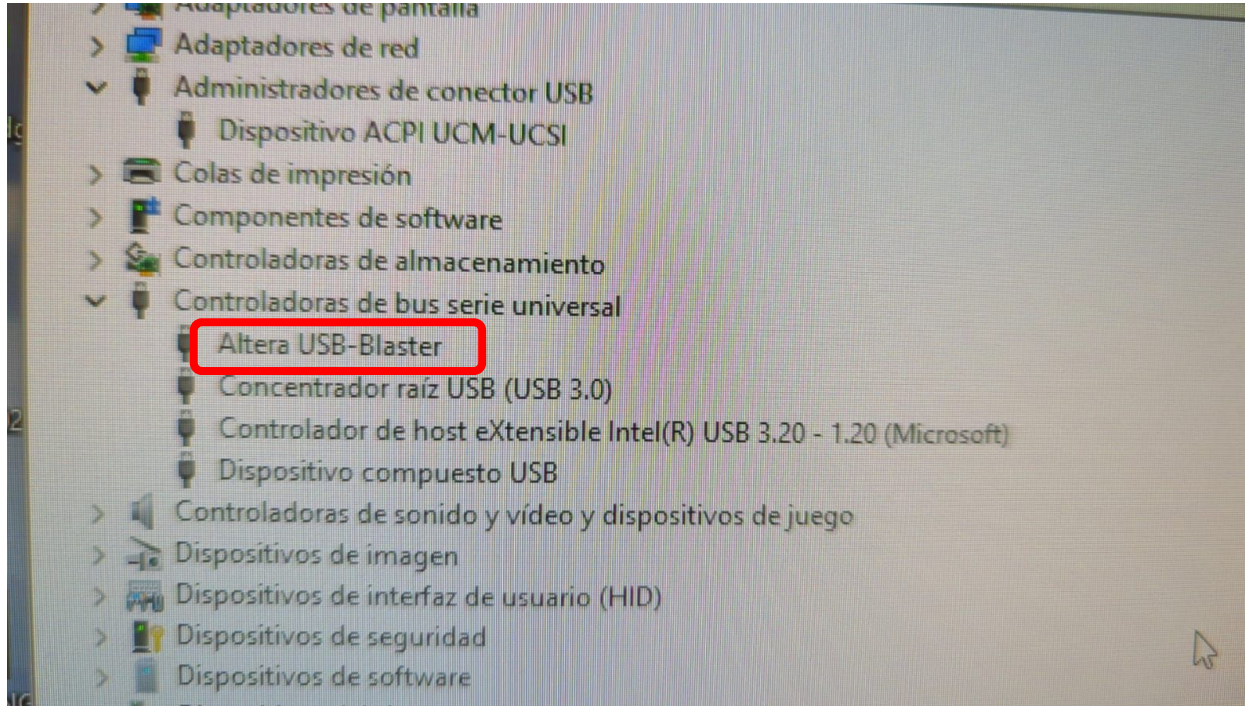 Adaptadores de pantalla
Adaptadores de red
Administradores de conector USB
Dispositivo ACPI UCM-UCSI
Colas de impresión
Componentes de software
Controladoras de almacenamiento
Controladoras de bus serie universal
Altera USB-Blaster
Concentrador raíz USB (USB 3.0)
Controlador de host eXtensible Intel(R) USB 3.20 - 1.20 (Microsoft)
Dispositivo compuesto USB
Controladoras de sonido y vídeo y dispositivos de juego
Dispositivos de imagen
Dispositivos de interfaz de usuario (HID)
Dispositivos de seguridad
Dispositivos de software